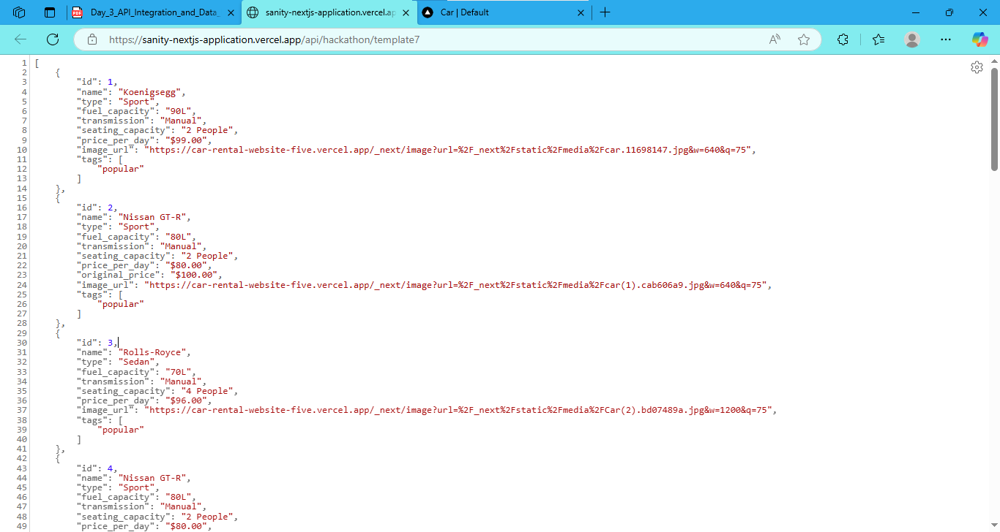 Day_3_API_Integration_and_Data_
sanity-nextjs-application.vercel.ap
Car | Default
https://sanity-nextjs-application.vercel.app/api/hackathon/template7
1 [
2 {
3 "id": 1,
4 "name": "Koenigsegg",
5 "type": "Sport",
6 "fuel_capacity": "90L",
7 "transmission": "Manual",
8 "seating_capacity": "2 People",
9 "price_per_day": "$99.00",
10 "image_url": "https://car-rental-website-five.vercel.app/_next/image?url=%2F_next%2Fstatic%2Fmedia%2Fcar.11698147.jpg&w=640&q=75",
11 "tags": [
12 "popular"
13 ]
14 },
15 {
16 "id": 2,
17 "name": "Nissan GT-R",
18 "type": "Sport",
19 "fuel_capacity": "80L",
20 "transmission": "Manual",
21 "seating_capacity": "2 People",
22 "price_per_day": "$80.00",
23 "original_price": "$100.00",
24 "image_url": "https://car-rental-website-five.vercel.app/_next/image?url=%2F_next%2Fstatic%2Fmedia%2Fcar(1).cab606a9.jpg&w=640&q=75",
25 "tags": [
26 "popular"
27 ]
28 },
29 {
30 "id": 3,
31 "name": "Rolls-Royce",
32 "type": "Sedan",
33 "fuel_capacity": "70L",
34 "transmission": "Manual",
35 "seating_capacity": "4 People",
36 "price_per_day": "$96.00",
37 "image_url": "https://car-rental-website-five.vercel.app/_next/image?url=%2F_next%2Fstatic%2Fmedia%2FCar(2).bd07489a.jpg&w=1200&q=75",
38 "tags": [
39 "popular"
40 ]
41 },
42 {
43 "id": 4,
44 "name": "Nissan GT-R",
45 "type": "Sport",
46 "fuel_capacity": "80L",
47 "transmission": "Manual",
48 "seating_capacity": "2 People",
49 "price_per_day": "$80.00",